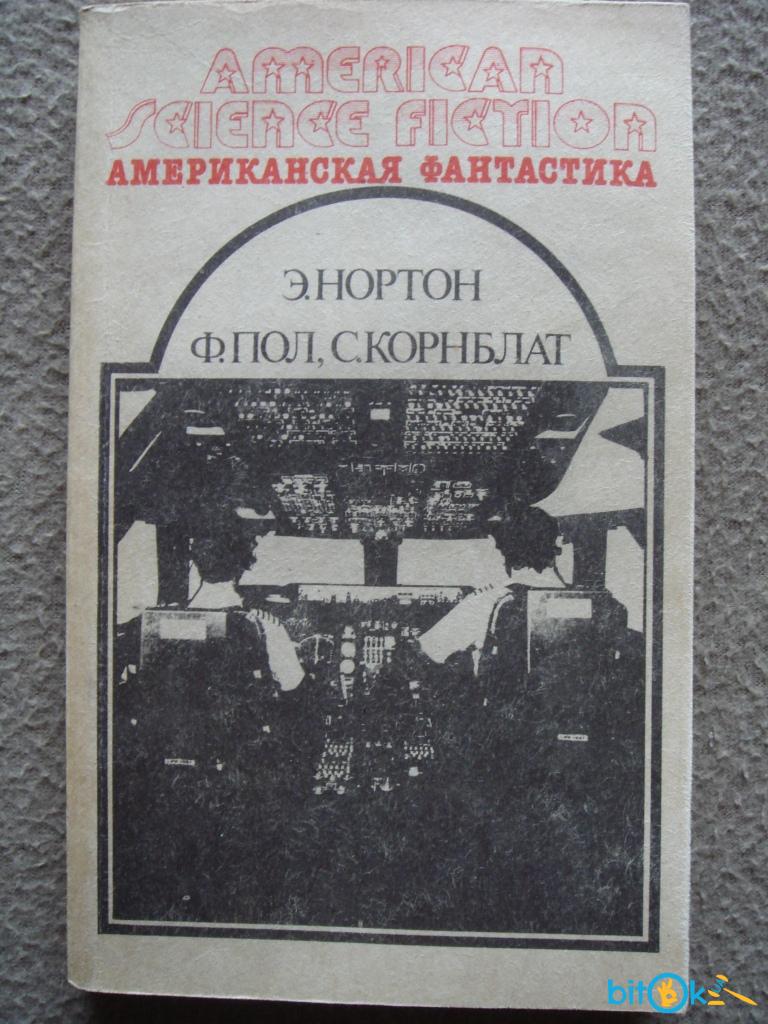 AMERICAN
SCIENCE FICTION
АМЕРИКАНСКАЯ ФАНТАСТИКА
Э.НОРТОН
Ф.ПОЛ, С.КОРНБЛАТ
bitOk